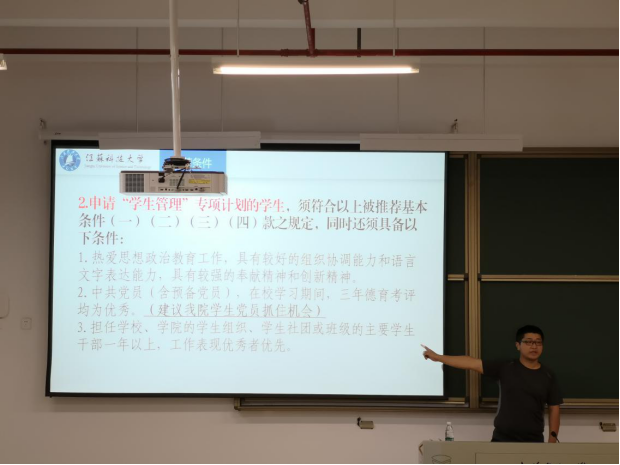 江苏科技大学
条件
2.申请“学生管理”专项计划的学生、须符合以上被推荐基本
条件(一)(二)(三)(四)款之规定，同时还须具备以
下条件：
1.热爱思想政治教育工作，具有较好的组织协调能力和语言
文字表达能力，具有较强的奉献精神和创新精神。
2.中共党员（含预备党员），在校学习期间，三年德育考评
均为优秀。（建议我院学生党员抓住机会）
3.担任学校、学院的学生组织、学生社团或班级的主要学生
干部一年以上，工作表现优秀者优先。